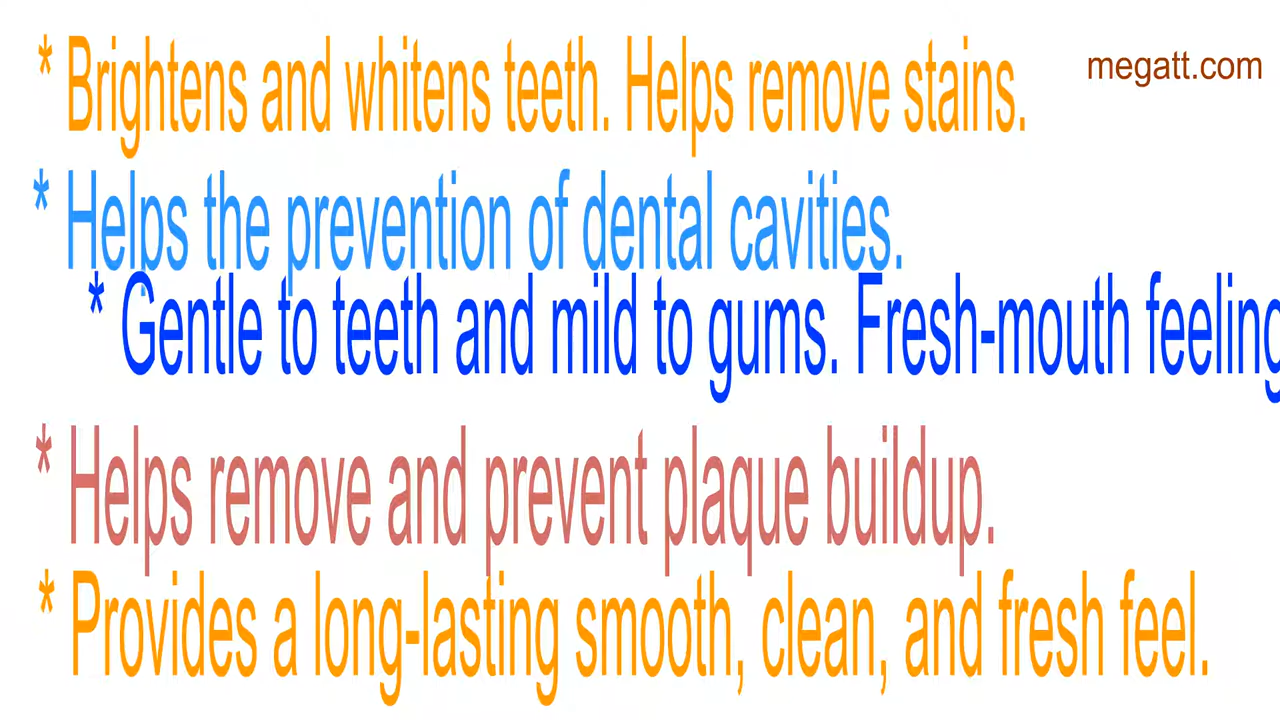 * Brightens and whitens teeth. Helps remove stains.
megatt.com
* Helps the prevention of dental cavities.
* Gentle to teeth and mild to gums. Fresh-mouth feeling
* Helps remove and prevent plaque buildup.
* Provides a long-lasting smooth, clean, and fresh feel.